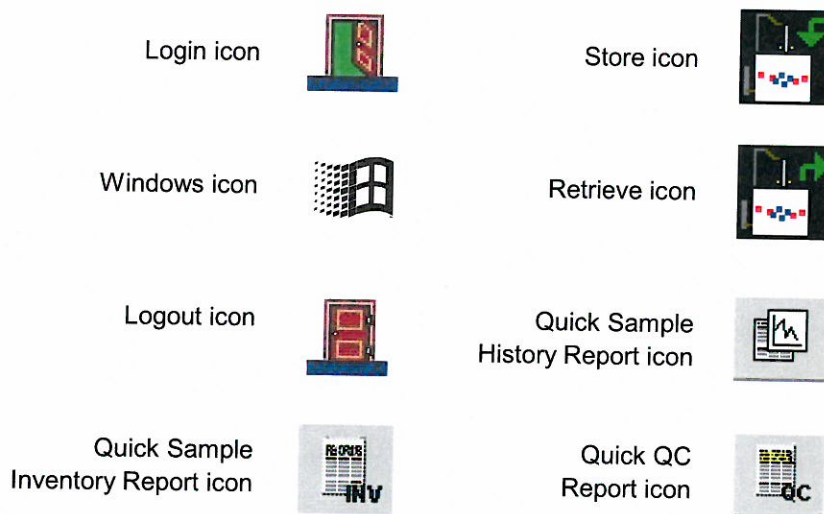 Login icon
Store icon
Windows icon
Retrieve icon
Logout icon
Quick Sample
History Report icon
Quick Sample
Inventory Report icon
INV
Quick QC
Report icon
QC